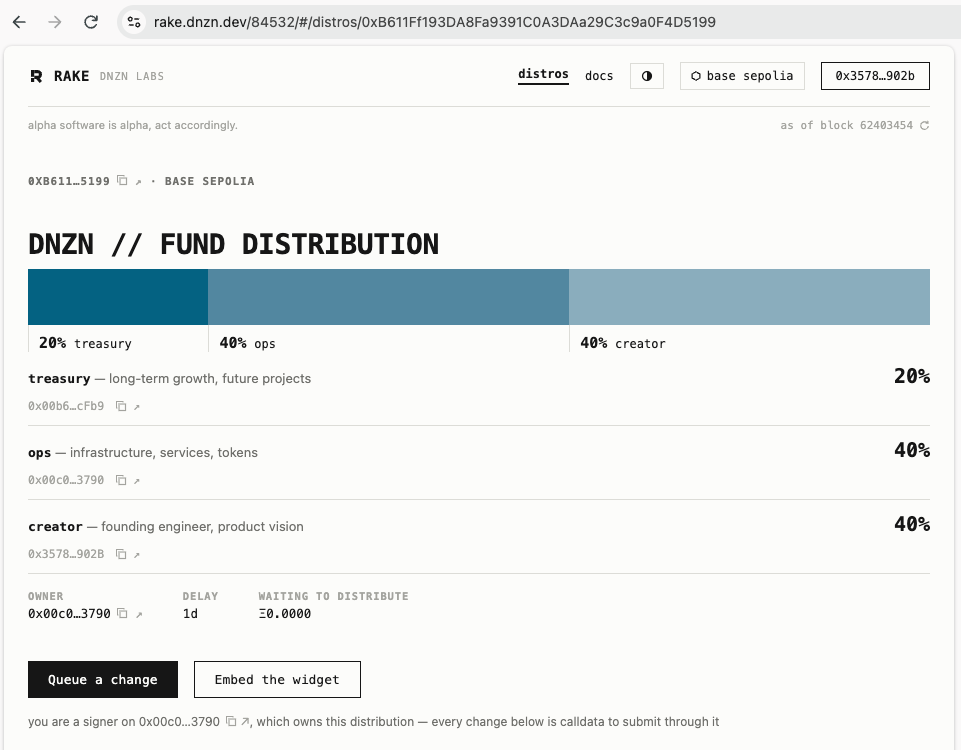 rake.dnzn.dev/84532/#/distros/0xB611Ff193DA8Fa9391C0A3DAa29C3c9a0F4D5199
RAKE DNZN LABS distros docs base sepolia 0x3578…902b
alpha software is alpha, act accordingly. as of block 62403454
0XB611…5199 · BASE SEPOLIA
DNZN // FUND DISTRIBUTION
20% treasury 40% ops 40% creator
treasury — long-term growth, future projects 20%
0x00b6…cFb9
ops — infrastructure, services, tokens 40%
0x00c0…3790
creator — founding engineer, product vision 40%
0x3578…902B
OWNER DELAY WAITING TO DISTRIBUTE
0x00c0…3790 1d Ξ0.0000
Queue a change Embed the widget
you are a signer on 0x00c0…3790, which owns this distribution — every change below is calldata to submit through it